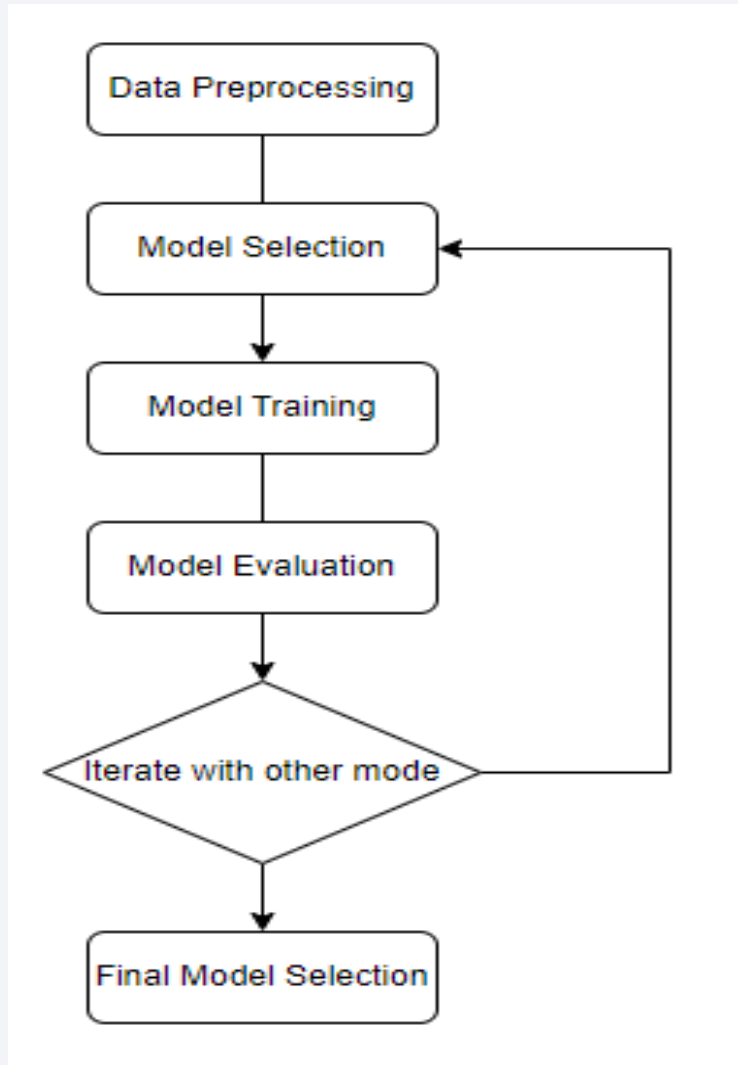 Data Preprocessing
Model Selection
Model Training
Model Evaluation
Iterate with other mode
Final Model Selection